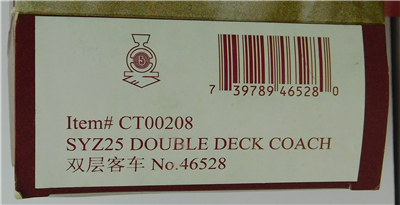 7 39789 46528 0
Item# CT00208
SYZ25 DOUBLE DECK COACH
双层客车 No.46528